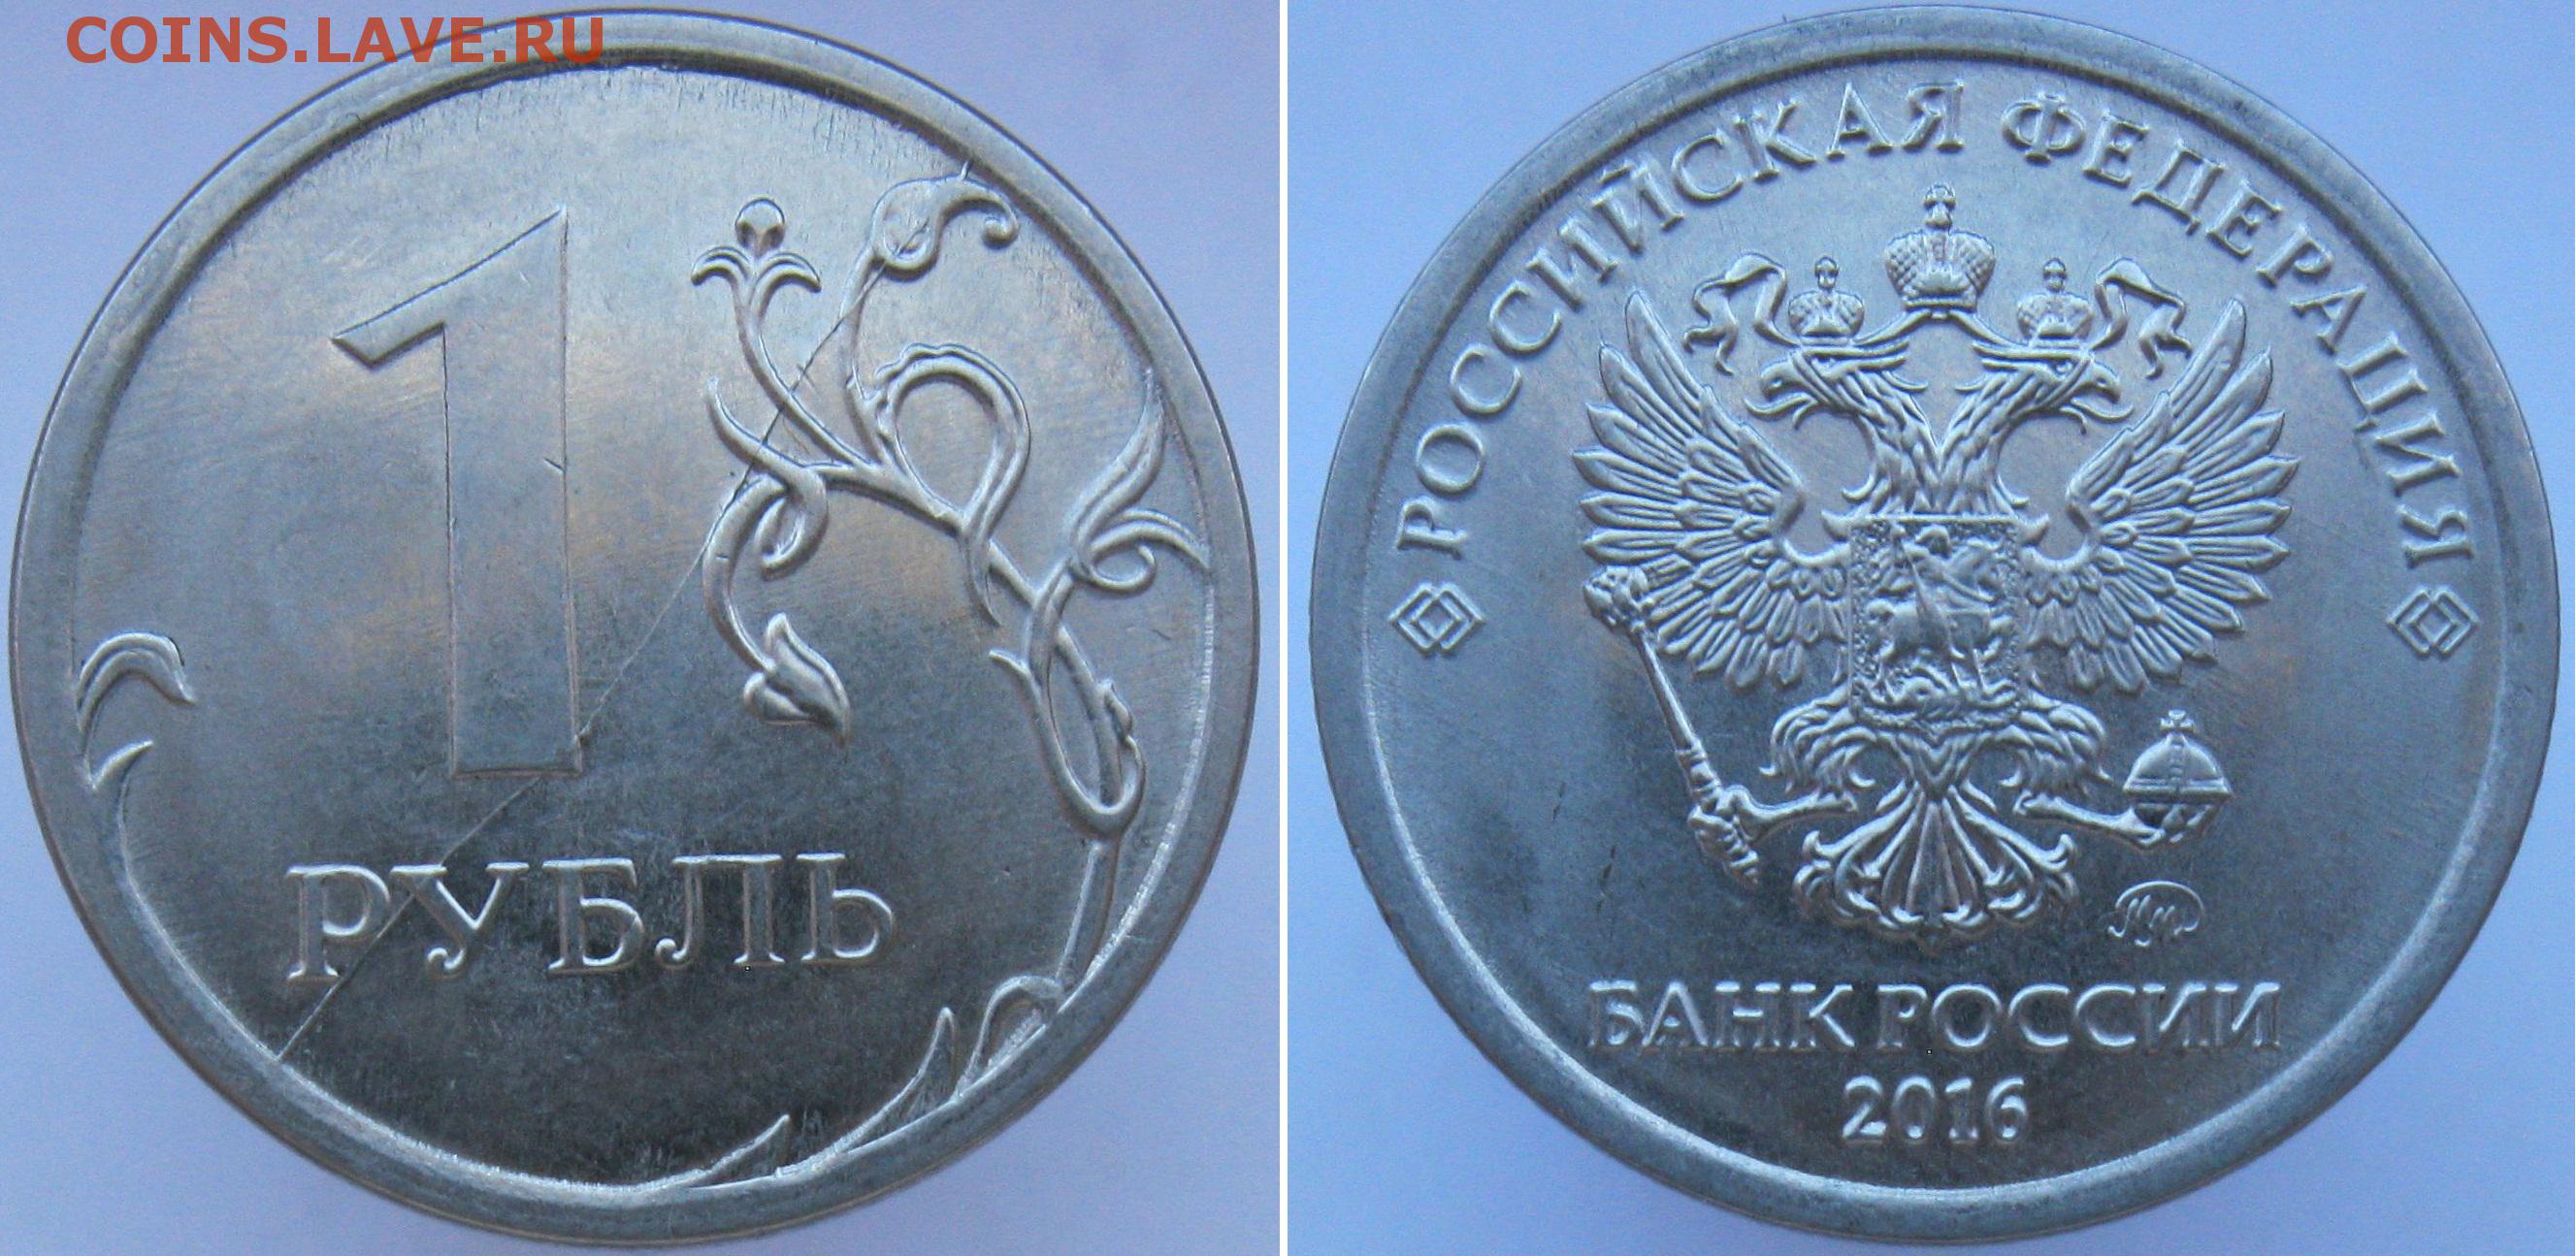 COINS.LAVE.RU
1
РУБЛЬ
РОССИЙСКАЯ ФЕДЕРАЦИЯ
ММД
БАНК РОССИИ
2016